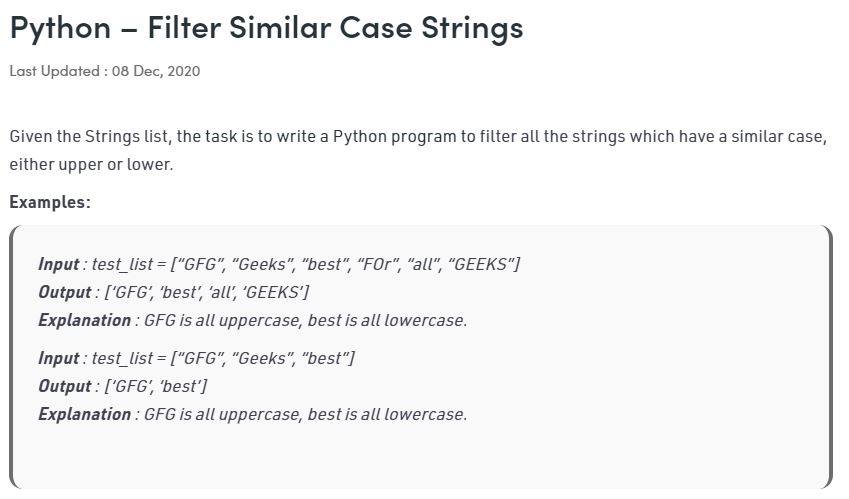 Python – Filter Similar Case Strings
Last Updated : 08 Dec, 2020
Given the Strings list, the task is to write a Python program to filter all the strings which have a similar case,
either upper or lower.
Examples:
Input : test_list = [“GFG”, “Geeks”, “best”, “FOr”, “all”, “GEEKS”]
Output : [‘GFG’, ‘best’, ‘all’, ‘GEEKS’]
Explanation : GFG is all uppercase, best is all lowercase.
Input : test_list = [“GFG”, “Geeks”, “best”]
Output : [‘GFG’, ‘best’]
Explanation : GFG is all uppercase, best is all lowercase.